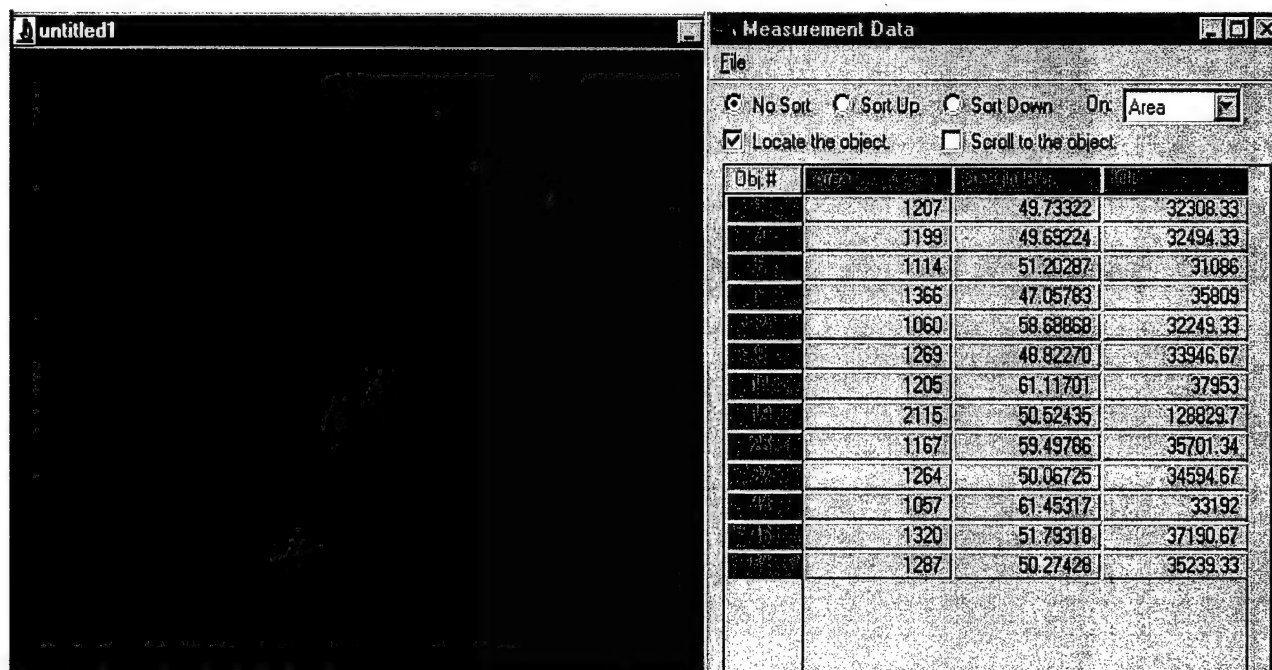 untitled1
Measurement Data
File
No Sort Sort Up Sort Down On: Area
Locate the object. Scroll to the object.
Obj.#
1207 49.73322 32308.33
1199 49.69224 32494.33
1114 51.20287 31086
1366 47.05783 35809
1060 58.68868 32249.33
1269 48.82270 33946.67
1205 61.11701 37953
2115 50.52435 128829.7
1167 59.49786 35701.34
1264 50.06725 34594.67
1057 61.45317 33192
1320 51.79318 37190.67
1287 50.27428 35239.33